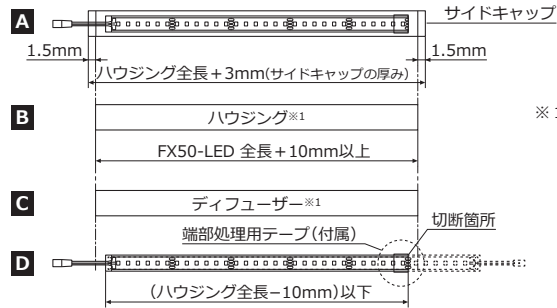 A
サイドキャップ
1.5mm
1.5mm
ハウジング全長+3mm(サイドキャップの厚み)
B
ハウジング※1
※1
FX50-LED 全長+10mm以上
C
ディフューザー※1
端部処理用テープ(付属)
切断箇所
D
(ハウジング全長−10mm)以下